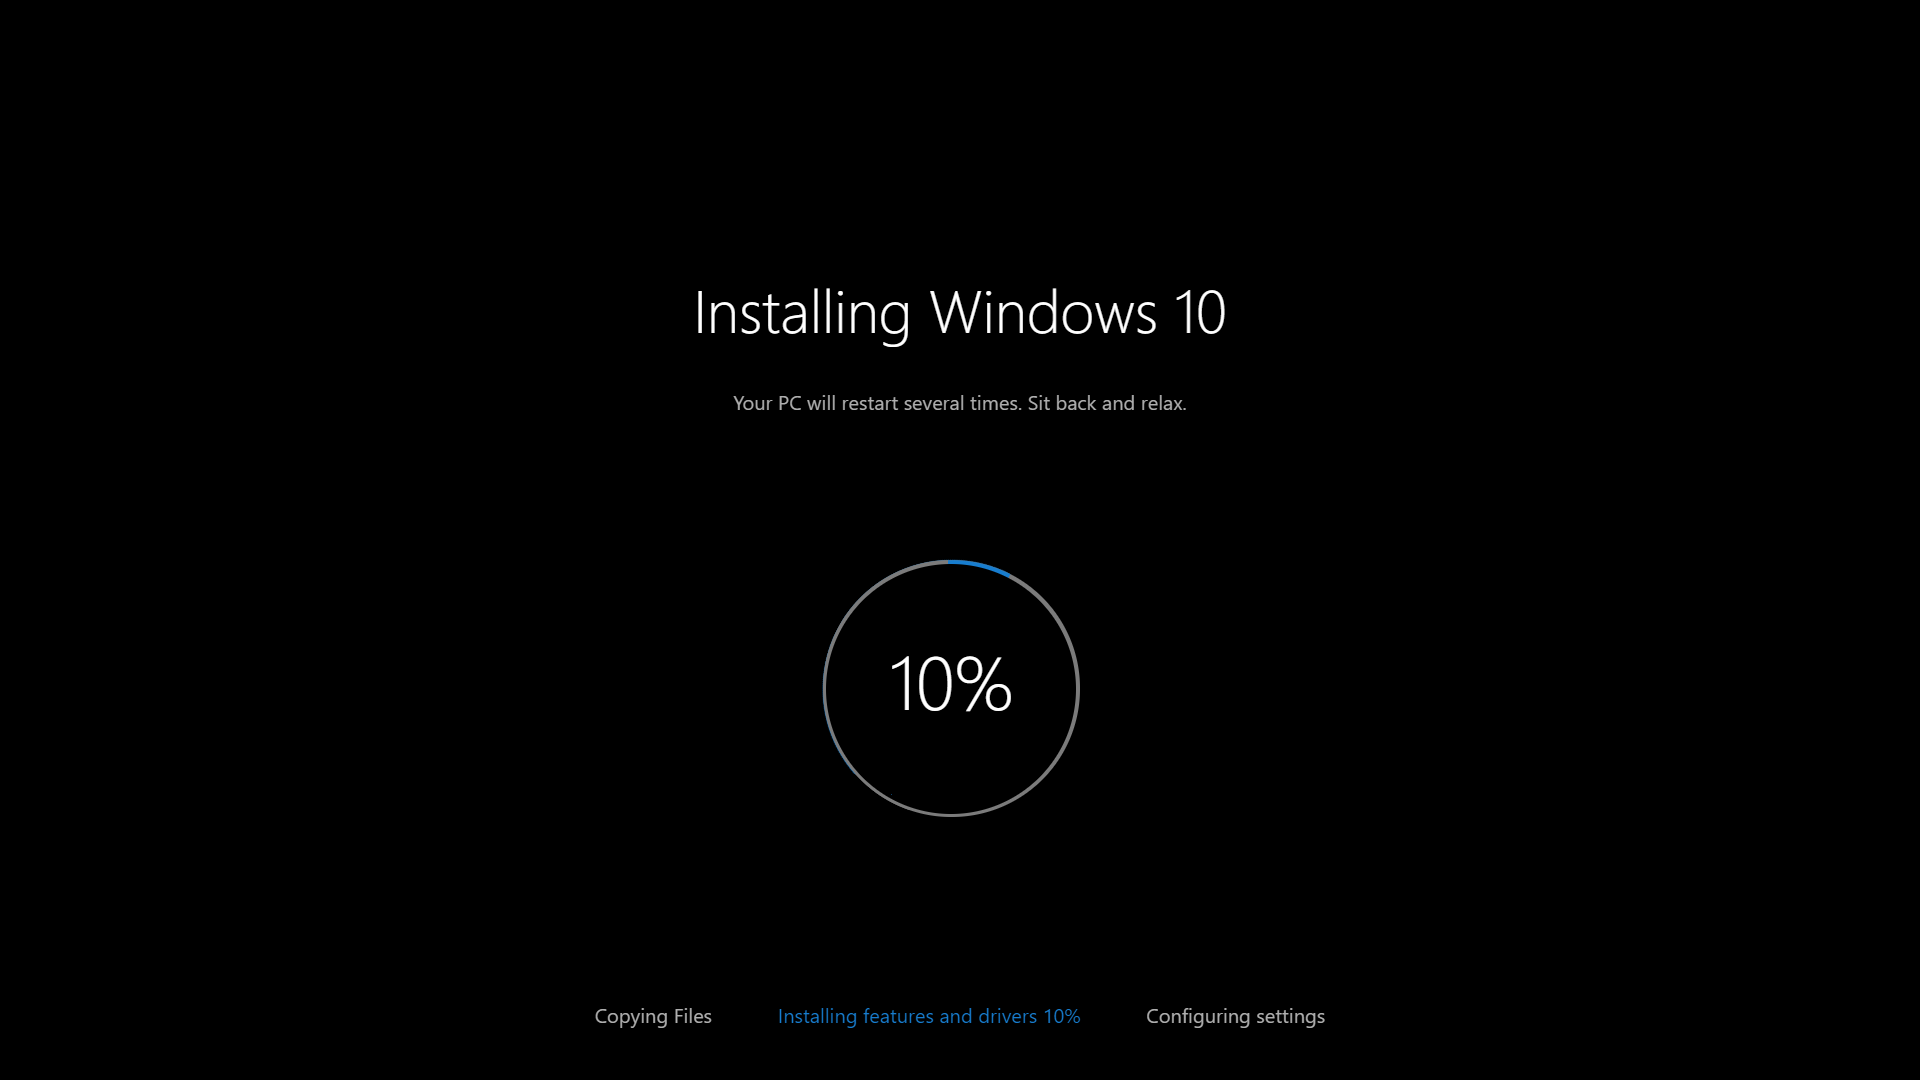 Installing Windows 10
Your PC will restart several times. Sit back and relax.
10%
Copying Files
Installing features and drivers 10%
Configuring settings